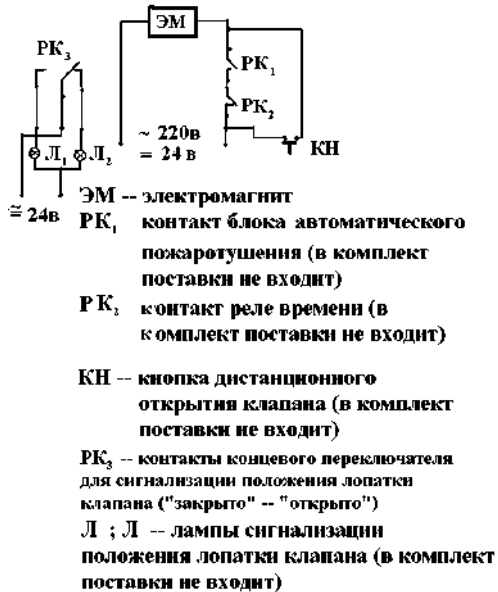 ЭМ
РК₃
РК₁
РК₂
~ 220в
= 24 в
КН
Л₁ Л₂
≅ 24в
ЭМ -- электромагнит
РК₁ контакт блока автоматического
пожаротушения (в комплект
поставки не входит)
РК₂ контакт реле времени (в
комплект поставки не входит)
КН -- кнопка дистанционного
открытия клапана (в комплект
поставки не входит)
РК₃ -- контакты концевого переключателя
для сигнализации положения лопатки
клапана ("закрыто" -- "открыто")
Л ; Л -- лампы сигнализации
положения лопатки клапана (в комплект
поставки не входит)